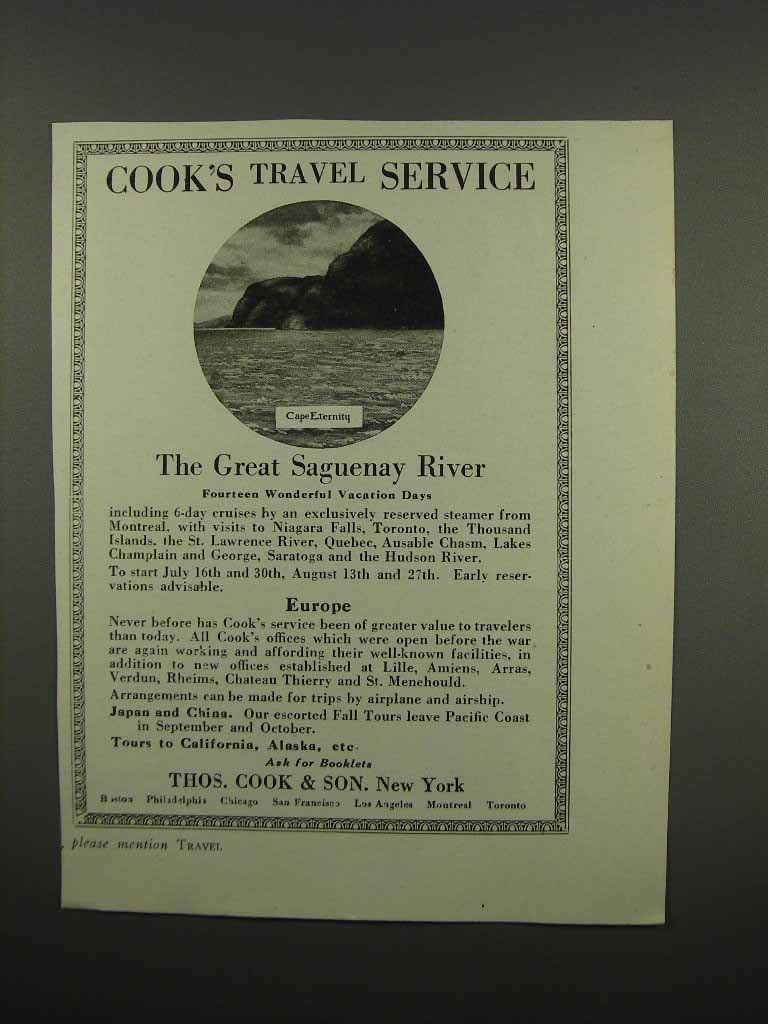 COOK'S TRAVEL SERVICE
Cape Eternity
The Great Saguenay River
Fourteen Wonderful Vacation Days
including 6-day cruises by an exclusively reserved steamer from
Montreal, with visits to Niagara Falls, Toronto, the Thousand
Islands, the St. Lawrence River, Quebec, Ausable Chasm, Lakes
Champlain and George, Saratoga and the Hudson River.
To start July 16th and 30th, August 13th and 27th. Early reser-
vations advisable.
Europe
Never before has Cook's service been of greater value to travelers
than today. All Cook's offices which were open before the war
are again working and affording their well-known facilities, in
addition to new offices established at Lille, Amiens, Arras,
Verdun, Rheims, Chateau Thierry and St. Menehould.
Arrangements can be made for trips by airplane and airship.
Japan and China. Our escorted Fall Tours leave Pacific Coast
in September and October.
Tours to California, Alaska, etc.
Ask for Booklets
THOS. COOK & SON. New York
Boston Philadelphia Chicago San Francisco Los Angeles Montreal Toronto
, please mention TRAVEL